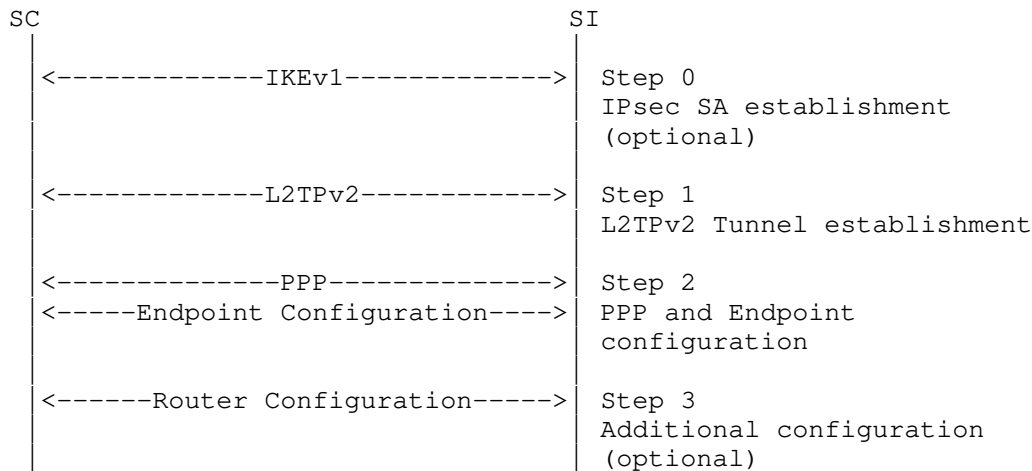 SC SI
<-------------IKEv1-------------> Step 0
IPsec SA establishment
(optional)
<-------------L2TPv2------------> Step 1
L2TPv2 Tunnel establishment
<--------------PPP--------------> Step 2
<-----Endpoint Configuration----> PPP and Endpoint
configuration
<------Router Configuration-----> Step 3
Additional configuration
(optional)